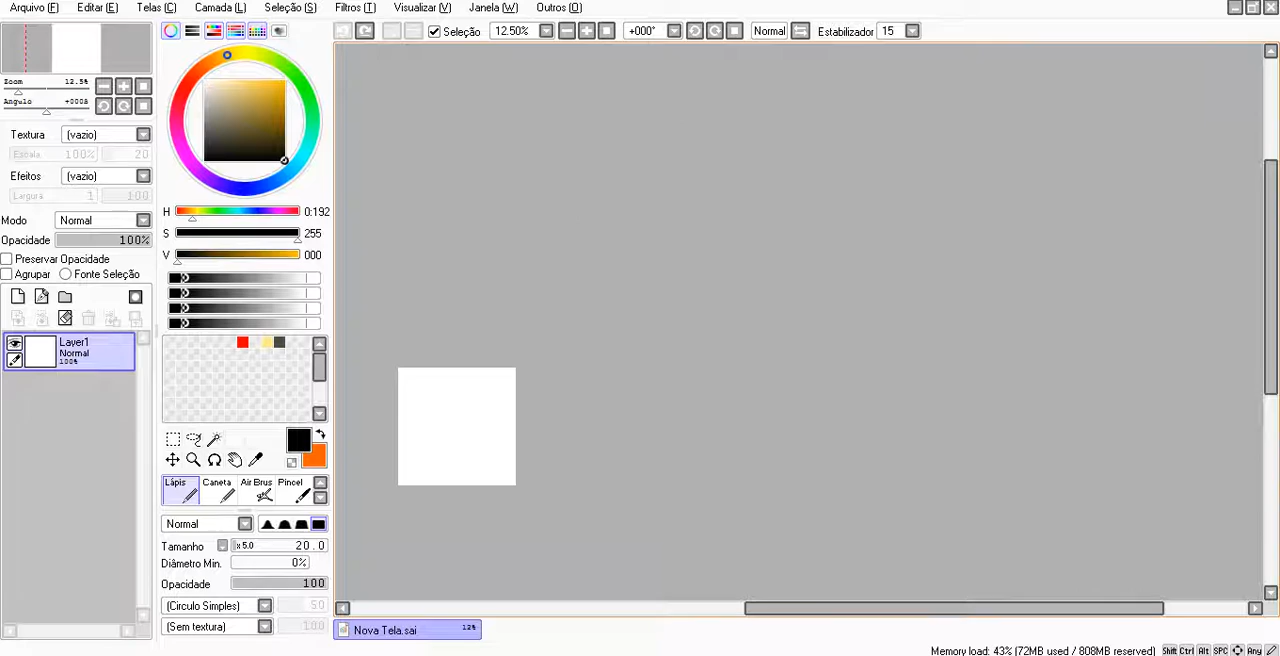 Arquivo (F) Editar (E) Telas (C) Camada (L) Seleção (S) Filtros (T) Visualizar (V) Janela (W) Outros (O)
Seleção 12.50% +000° Normal Estabilizador 15
Zoom 12.5%
Angulo +000ä
Textura (vazio)
Escala 100% 20
Efeitos (vazio)
Largura 1 100
Modo Normal
Opacidade 100%
Preservar Opacidade
Agrupar Fonte Seleção
Layer1
Normal
100%
H 0:192
S 255
V 000
Lápis Caneta Air Brus Pincel
Normal
Tamanho x 5.0 20.0
Diâmetro Min. 0%
Opacidade 100
(Circulo Simples) 50
(Sem textura) 100
Nova Tela.sai 12%
Memory load: 43% (72MB used / 808MB reserved) Shift Ctrl Alt SPC Any